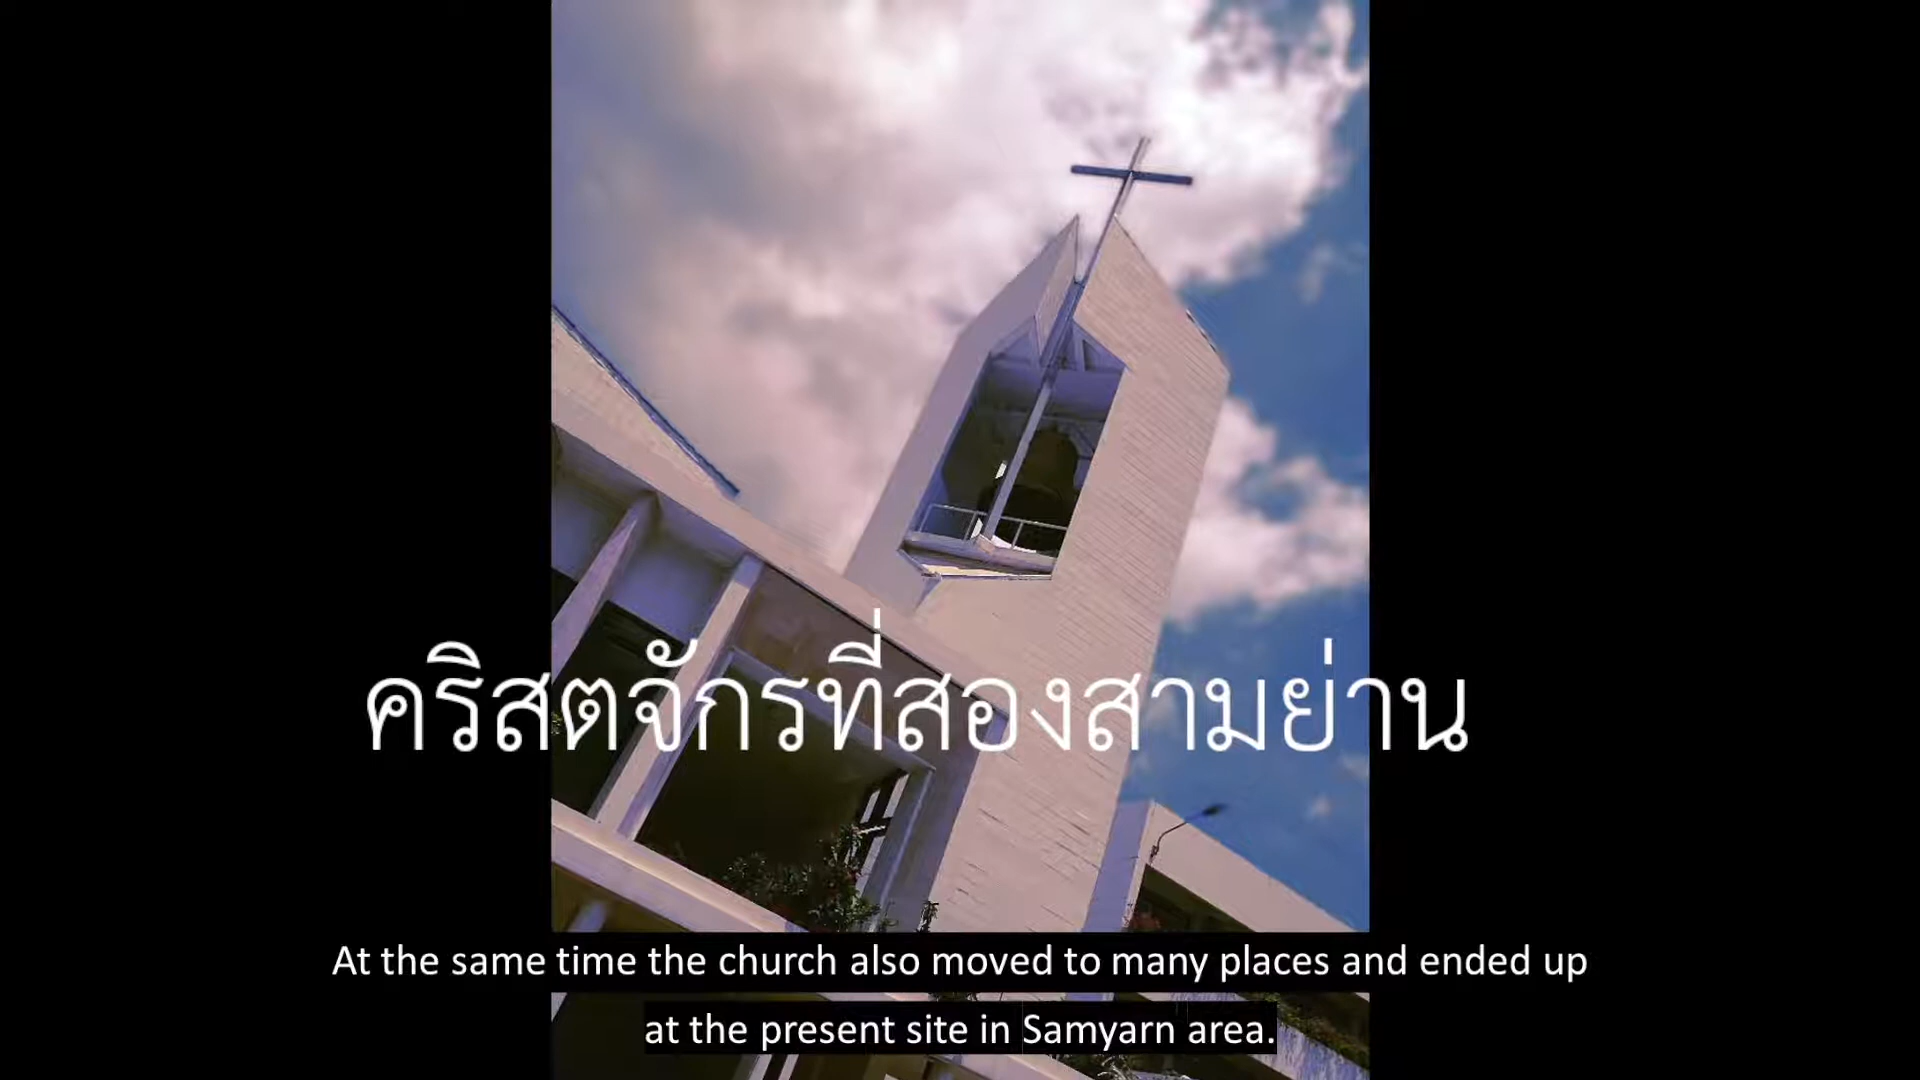 คริสตจักรที่สองสามย่าน
At the same time the church also moved to many places and ended up
at the present site in Samyarn area.